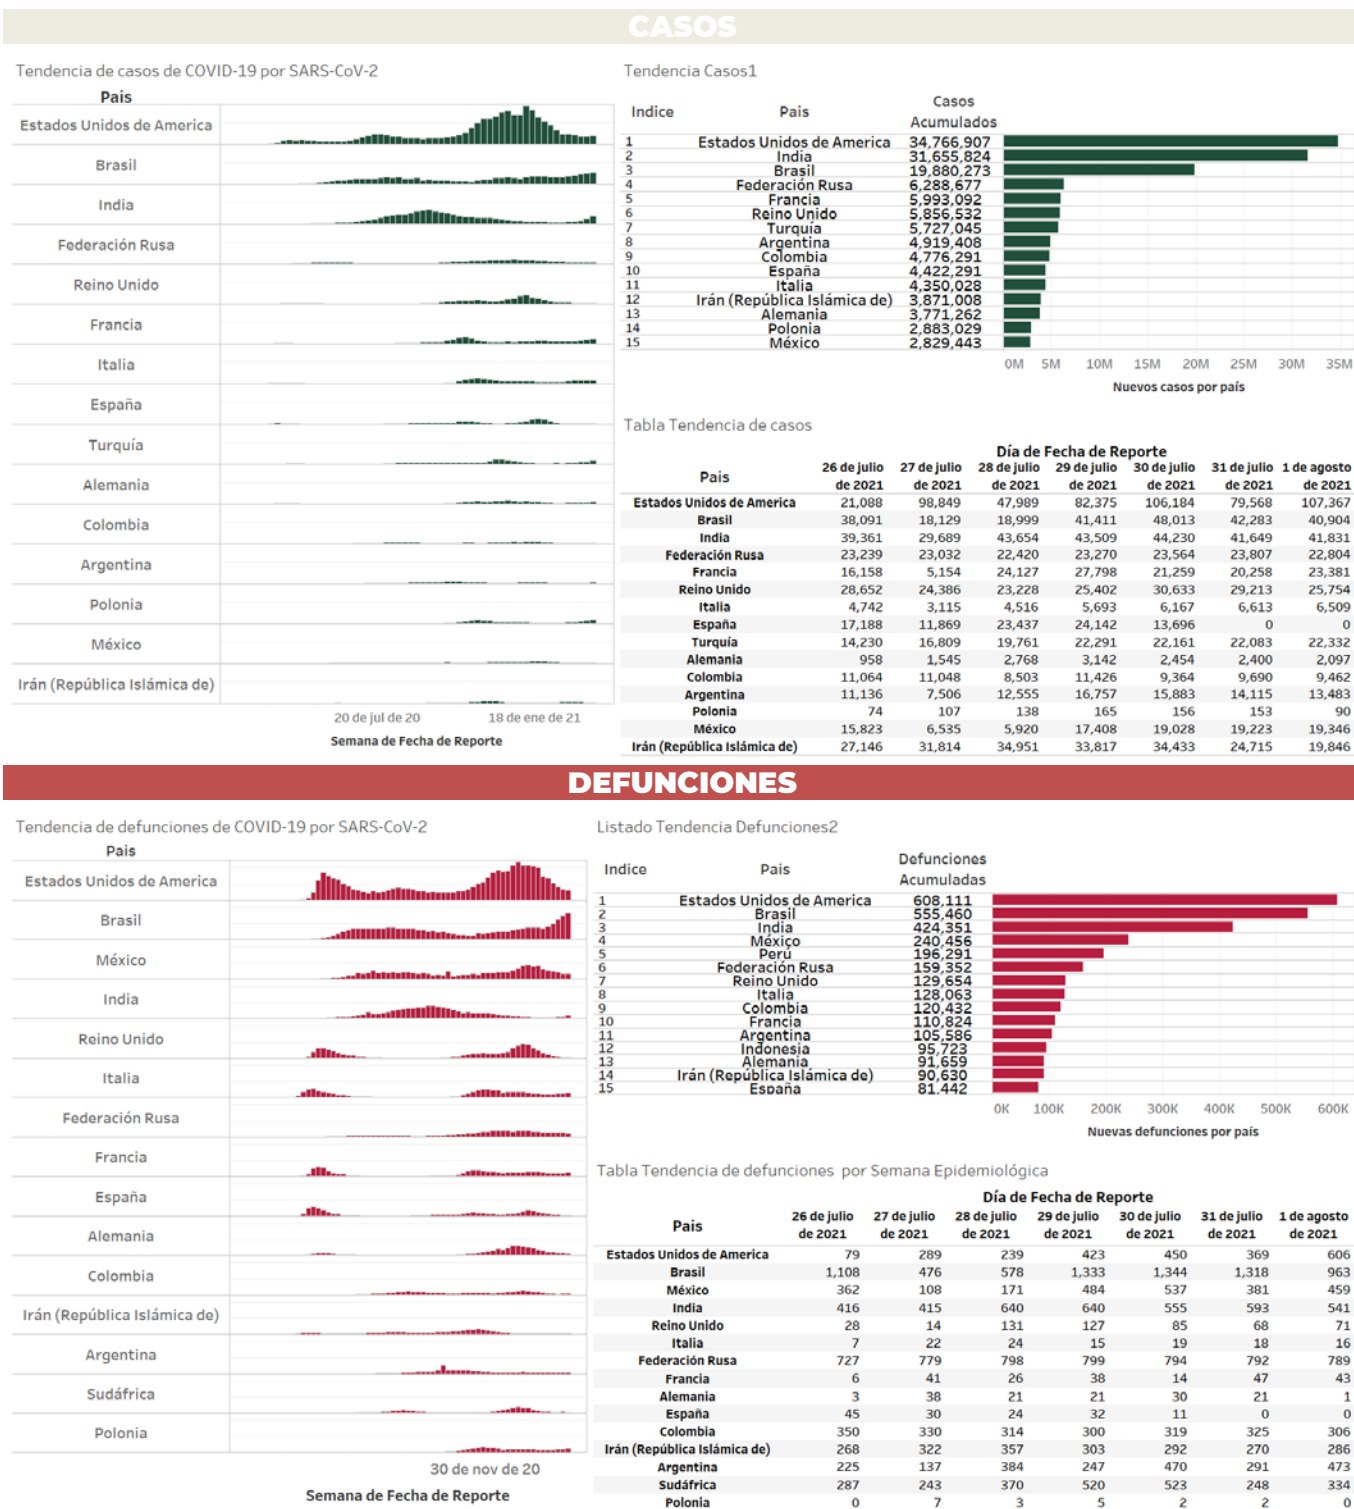 CASOS
Tendencia de casos de COVID-19 por SARS-CoV-2
Pais
Estados Unidos de America
Brasil
India
Federación Rusa
Reino Unido
Francia
Italia
España
Turquía
Alemania
Colombia
Argentina
Polonia
México
Irán (República Islámica de)
20 de jul de 20 18 de ene de 21
Semana de Fecha de Reporte
Tendencia Casos1
Indice Pais Casos Acumulados
1 Estados Unidos de America 34,766,907
2 India 31,655,824
3 Brasil 19,880,273
4 Federación Rusa 6,288,677
5 Francia 5,993,092
6 Reino Unido 5,856,532
7 Turquía 5,727,045
8 Argentina 4,919,408
9 Colombia 4,776,291
10 España 4,422,291
11 Italia 4,350,028
12 Irán (República Islámica de) 3,871,008
13 Alemania 3,771,262
14 Polonia 2,883,029
15 México 2,829,443
0M 5M 10M 15M 20M 25M 30M 35M
Nuevos casos por país
Tabla Tendencia de casos
Día de Fecha de Reporte
Pais 26 de julio de 2021 27 de julio de 2021 28 de julio de 2021 29 de julio de 2021 30 de julio de 2021 31 de julio de 2021 1 de agosto de 2021
Estados Unidos de America 21,088 98,849 47,989 82,375 106,184 79,568 107,367
Brasil 38,091 18,129 18,999 41,411 48,013 42,283 40,904
India 39,361 29,689 43,654 43,509 44,230 41,649 41,831
Federación Rusa 23,239 23,032 22,420 23,270 23,564 23,807 22,804
Francia 16,158 5,154 24,127 27,798 21,259 20,258 23,381
Reino Unido 28,652 24,386 23,228 25,402 30,633 29,213 25,754
Italia 4,742 3,115 4,516 5,693 6,167 6,613 6,509
España 17,188 11,869 23,437 24,142 13,696 0 0
Turquía 14,230 16,809 19,761 22,291 22,161 22,083 22,332
Alemania 958 1,545 2,768 3,142 2,454 2,400 2,097
Colombia 11,064 11,048 8,503 11,426 9,364 9,690 9,462
Argentina 11,136 7,506 12,555 16,757 15,883 14,115 13,483
Polonia 74 107 138 165 156 153 90
México 15,823 6,535 5,920 17,408 19,028 19,223 19,346
Irán (República Islámica de) 27,146 31,814 34,951 33,817 34,433 24,715 19,846
DEFUNCIONES
Tendencia de defunciones de COVID-19 por SARS-CoV-2
Pais
Estados Unidos de America
Brasil
México
India
Reino Unido
Italia
Federación Rusa
Francia
España
Alemania
Colombia
Irán (República Islámica de)
Argentina
Sudáfrica
Polonia
30 de nov de 20
Semana de Fecha de Reporte
Listado Tendencia Defunciones2
Indice Pais Defunciones Acumuladas
1 Estados Unidos de America 608,111
2 Brasil 555,460
3 India 424,351
4 México 240,456
5 Perú 196,291
6 Federación Rusa 159,352
7 Reino Unido 129,654
8 Italia 128,063
9 Colombia 120,432
10 Francia 110,824
11 Argentina 105,586
12 Indonesia 95,723
13 Alemania 91,659
14 Irán (República Islámica de) 90,630
15 España 81,442
0K 100K 200K 300K 400K 500K 600K
Nuevas defunciones por país
Tabla Tendencia de defunciones por Semana Epidemiológica
Día de Fecha de Reporte
Pais 26 de julio de 2021 27 de julio de 2021 28 de julio de 2021 29 de julio de 2021 30 de julio de 2021 31 de julio de 2021 1 de agosto de 2021
Estados Unidos de America 79 289 239 423 450 369 606
Brasil 1,108 476 578 1,333 1,344 1,318 963
México 362 108 171 484 537 381 459
India 416 415 640 640 555 593 541
Reino Unido 28 14 131 127 85 68 71
Italia 7 22 24 15 19 18 16
Federación Rusa 727 779 798 799 794 792 789
Francia 6 41 26 38 14 47 43
Alemania 3 38 21 21 30 21 1
España 45 30 24 32 11 0 0
Colombia 350 330 314 300 319 325 306
Irán (República Islámica de) 268 322 357 303 292 270 286
Argentina 225 137 384 247 470 291 473
Sudáfrica 287 243 370 520 523 248 334
Polonia 0 7 3 5 2 2 0